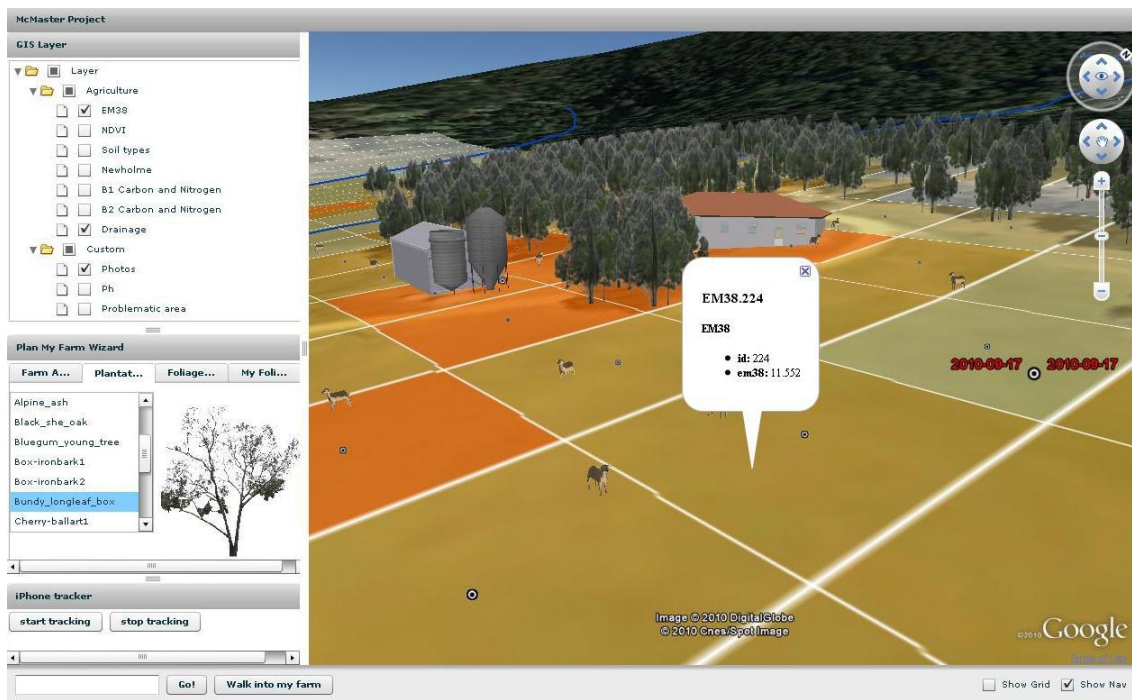 McMaster Project
GIS Layer
Layer
Agriculture
EM38
NDVI
Soil types
Newholme
B1 Carbon and Nitrogen
B2 Carbon and Nitrogen
Drainage
Custom
Photos
Ph
Problematic area
Plan My Farm Wizard
Farm A... Plantat... Foliage... My Foli...
Alpine_ash
Black_she_oak
Bluegum_young_tree
Box-ironbark1
Box-ironbark2
Bundy_longleaf_box
Cherry-ballart1
iPhone tracker
start tracking stop tracking
Go! Walk into my farm
N
EM38.224
EM38
id: 224
em38: 11.552
2010-09-17 2010-09-17
Image © 2010 DigitalGlobe
© 2010 Cnes/Spot Image
©2010 Google
Terms of Use
Show Grid Show Nav